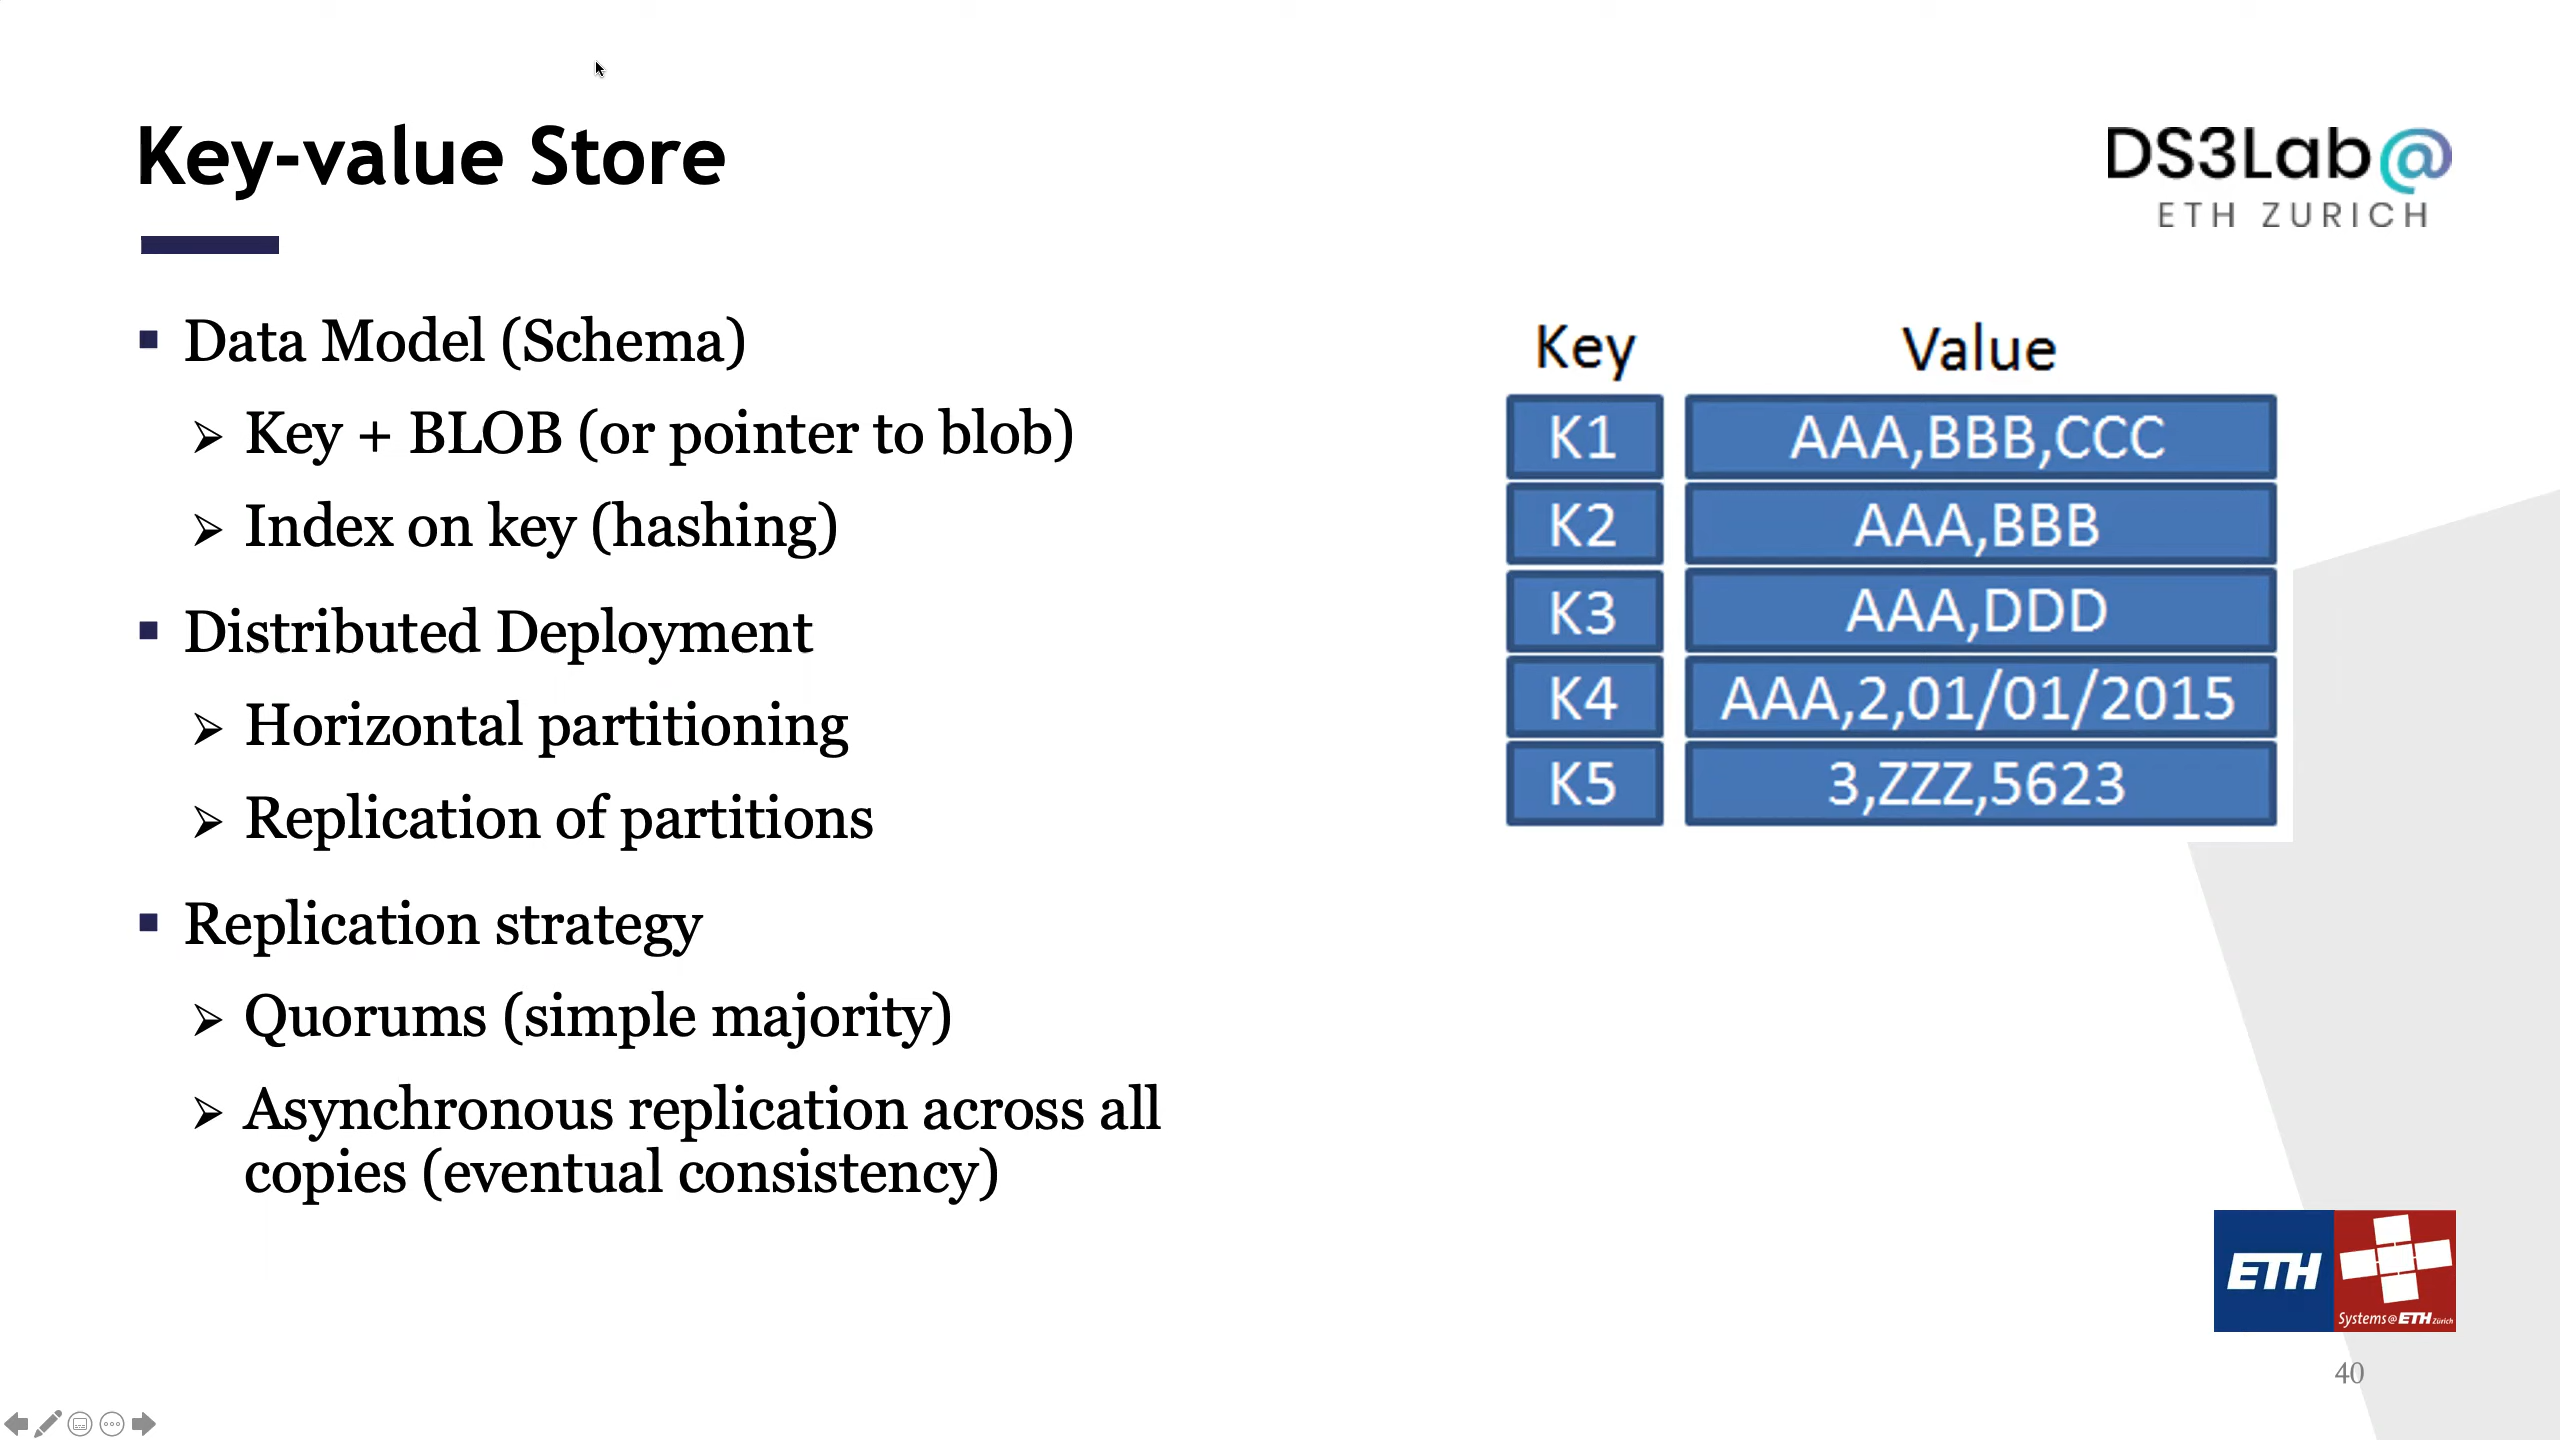 Key-value Store
DS3Lab@
ETH ZURICH
Data Model (Schema)
Key + BLOB (or pointer to blob)
Index on key (hashing)
Distributed Deployment
Horizontal partitioning
Replication of partitions
Replication strategy
Quorums (simple majority)
Asynchronous replication across all
copies (eventual consistency)
Key Value
K1 AAA,BBB,CCC
K2 AAA,BBB
K3 AAA,DDD
K4 AAA,2,01/01/2015
K5 3,ZZZ,5623
ETH
Systems@ETH Zürich
40